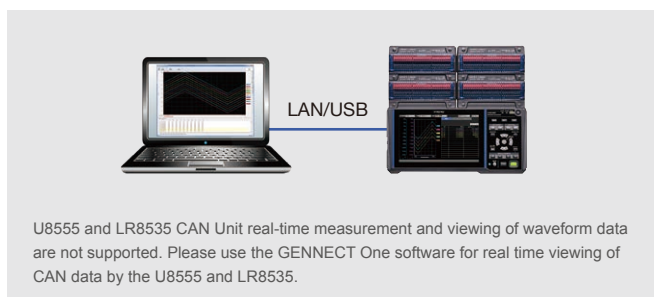 LAN/USB
U8555 and LR8535 CAN Unit real-time measurement and viewing of waveform data
are not supported. Please use the GENNECT One software for real time viewing of
CAN data by the U8555 and LR8535.